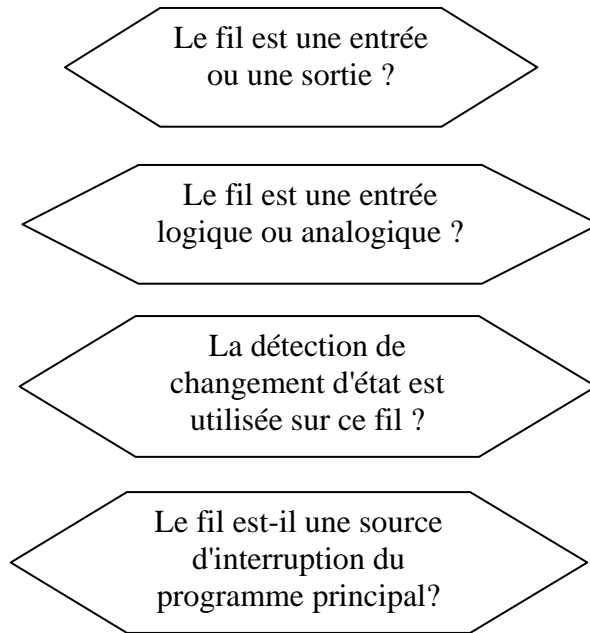 Le fil est une entrée
ou une sortie ?
Le fil est une entrée
logique ou analogique ?
La détection de
changement d'état est
utilisée sur ce fil ?
Le fil est-il une source
d'interruption du
programme principal?